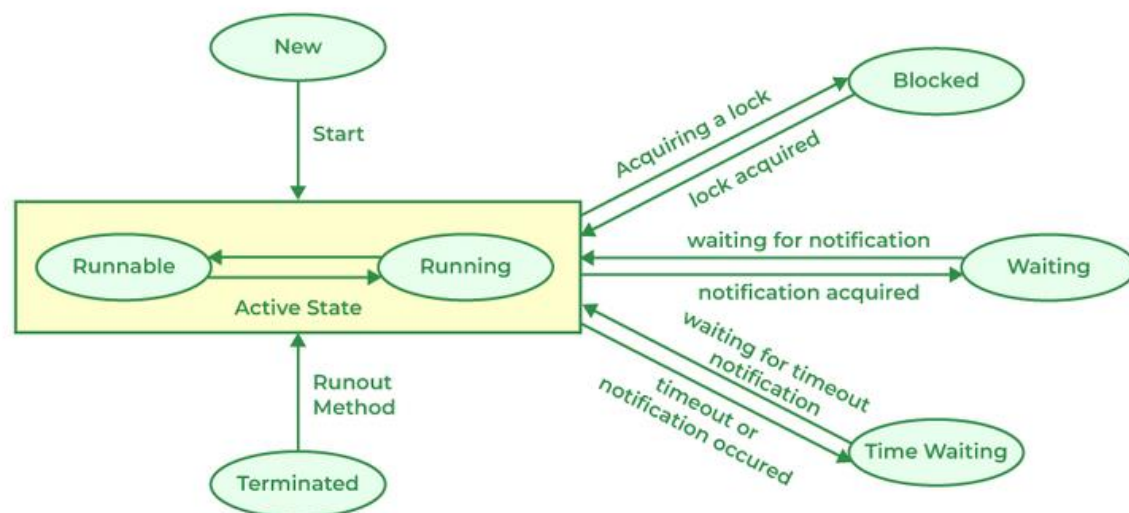 New
Start
Acquiring a lock
lock acquired
Blocked
Runnable
Running
Active State
waiting for notification
notification acquired
Waiting
Runout
Method
Terminated
waiting for timeout
notification
timeout or
notification occured
Time Waiting